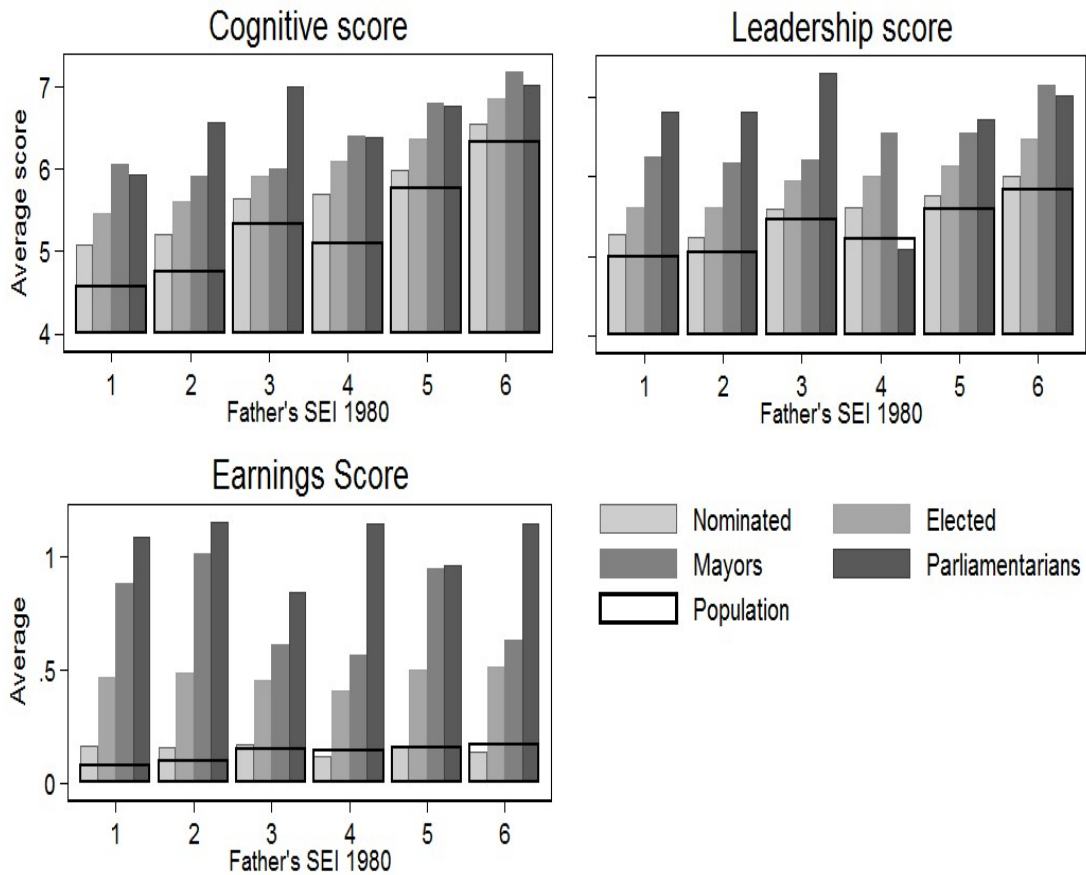 Cognitive score
Average score
7
6
5
4
1 2 3 4 5 6
Father's SEI 1980
Leadership score
1 2 3 4 5 6
Father's SEI 1980
Earnings Score
Average
1
.5
0
1 2 3 4 5 6
Father's SEI 1980
Nominated Elected
Mayors Parliamentarians
Population